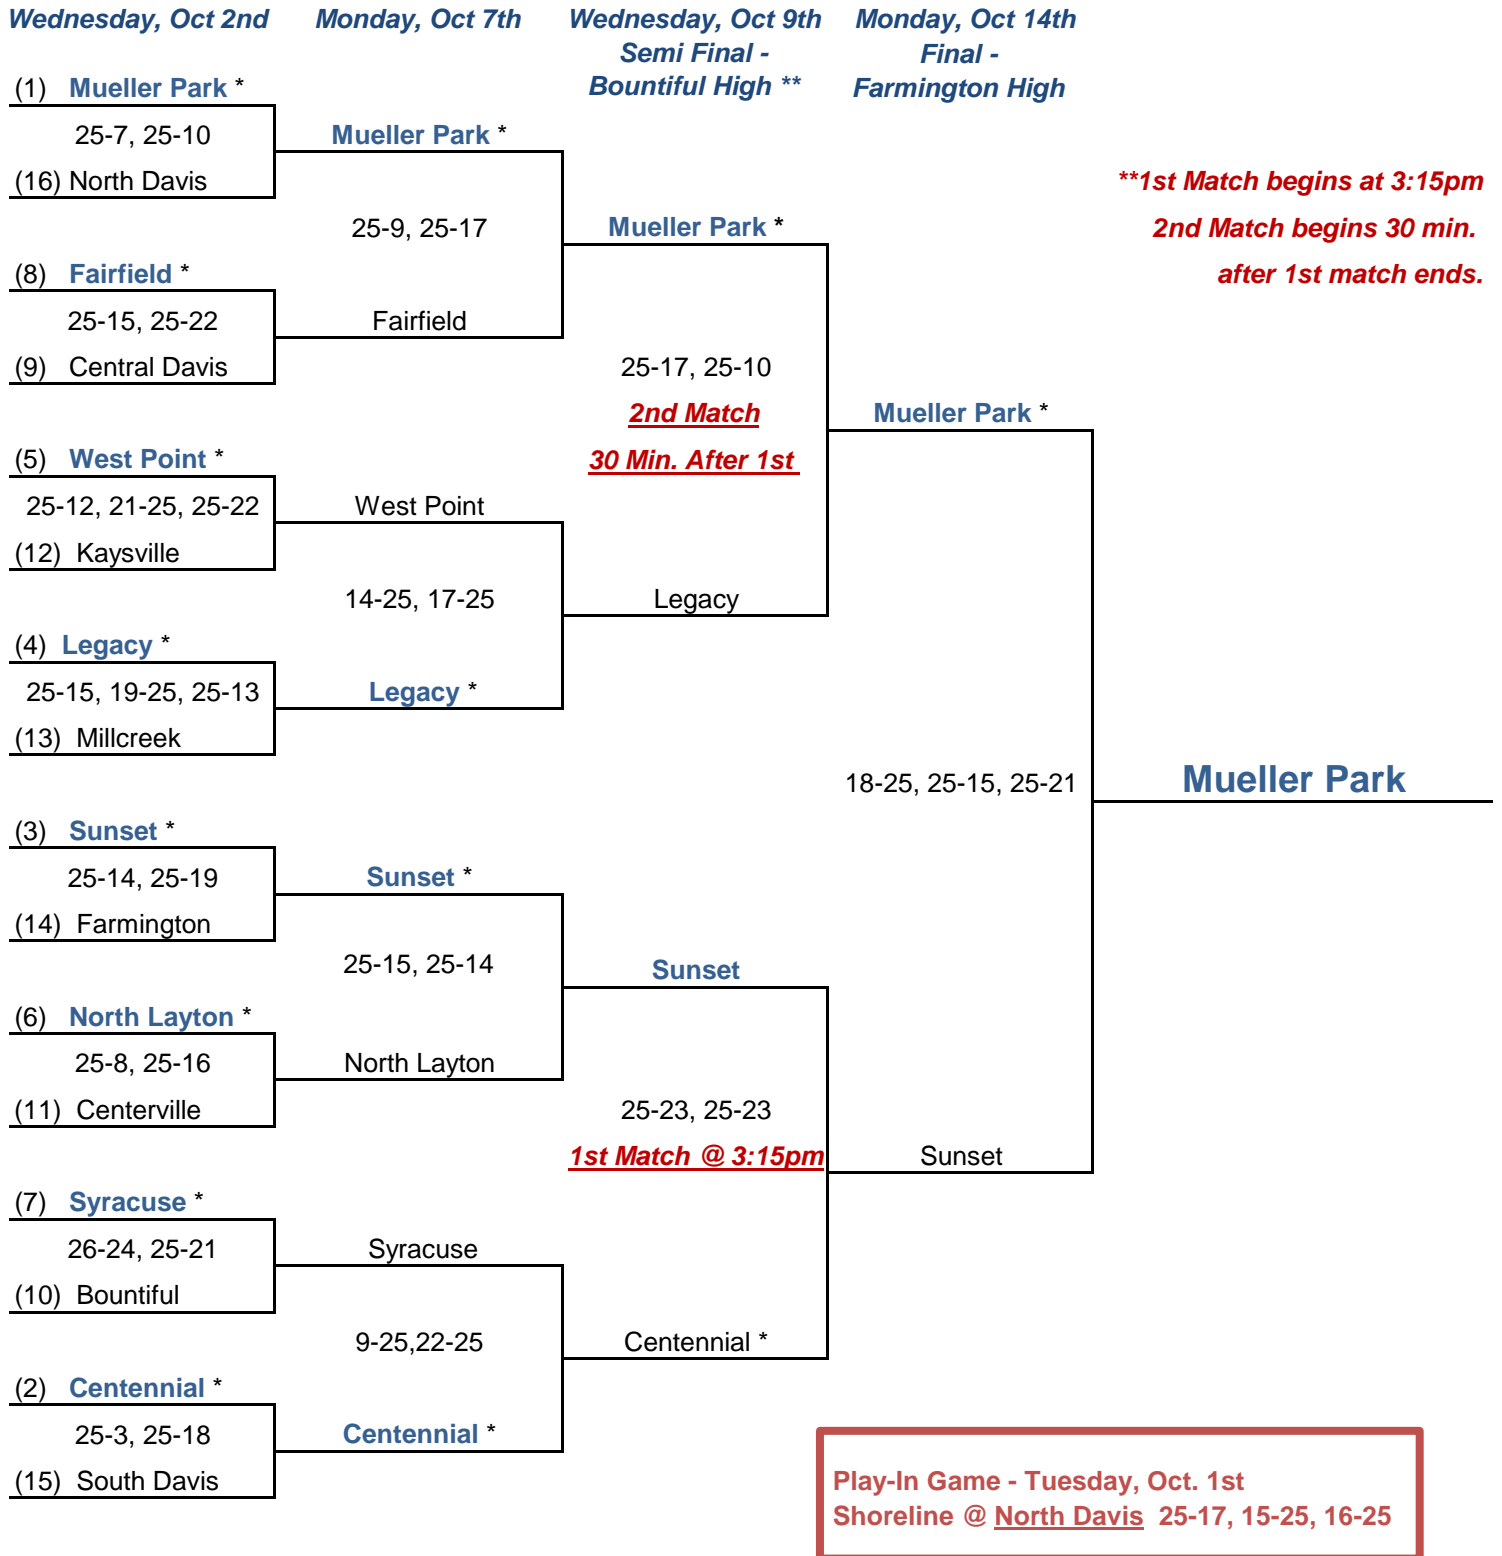 Wednesday, Oct 2nd
Monday, Oct 7th
Wednesday, Oct 9th
Semi Final -
Bountiful High **
Monday, Oct 14th
Final -
Farmington High
(1) Mueller Park *
25-7, 25-10
(16) North Davis
(8) Fairfield *
25-15, 25-22
(9) Central Davis
(5) West Point *
25-12, 21-25, 25-22
(12) Kaysville
(4) Legacy *
25-15, 19-25, 25-13
(13) Millcreek
(3) Sunset *
25-14, 25-19
(14) Farmington
(6) North Layton *
25-8, 25-16
(11) Centerville
(7) Syracuse *
26-24, 25-21
(10) Bountiful
(2) Centennial *
25-3, 25-18
(15) South Davis
Mueller Park *
25-9, 25-17
Fairfield
West Point
14-25, 17-25
Legacy *
Sunset *
25-15, 25-14
North Layton
Syracuse
9-25,22-25
Centennial *
Mueller Park *
25-17, 25-10
2nd Match
30 Min. After 1st
Legacy
Sunset
25-23, 25-23
1st Match @ 3:15pm
Centennial *
Mueller Park *
18-25, 25-15, 25-21
Sunset
Mueller Park
**1st Match begins at 3:15pm
2nd Match begins 30 min.
after 1st match ends.
Play-In Game - Tuesday, Oct. 1st
Shoreline @ North Davis 25-17, 15-25, 16-25